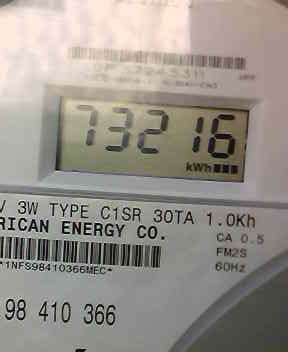 73216
kWh
V 3W TYPE C1SR 30TA 1.0Kh
RICAN ENERGY CO.
CA 0.5
FM2S
60Hz
*1NFS98410366MEC*
98 410 366